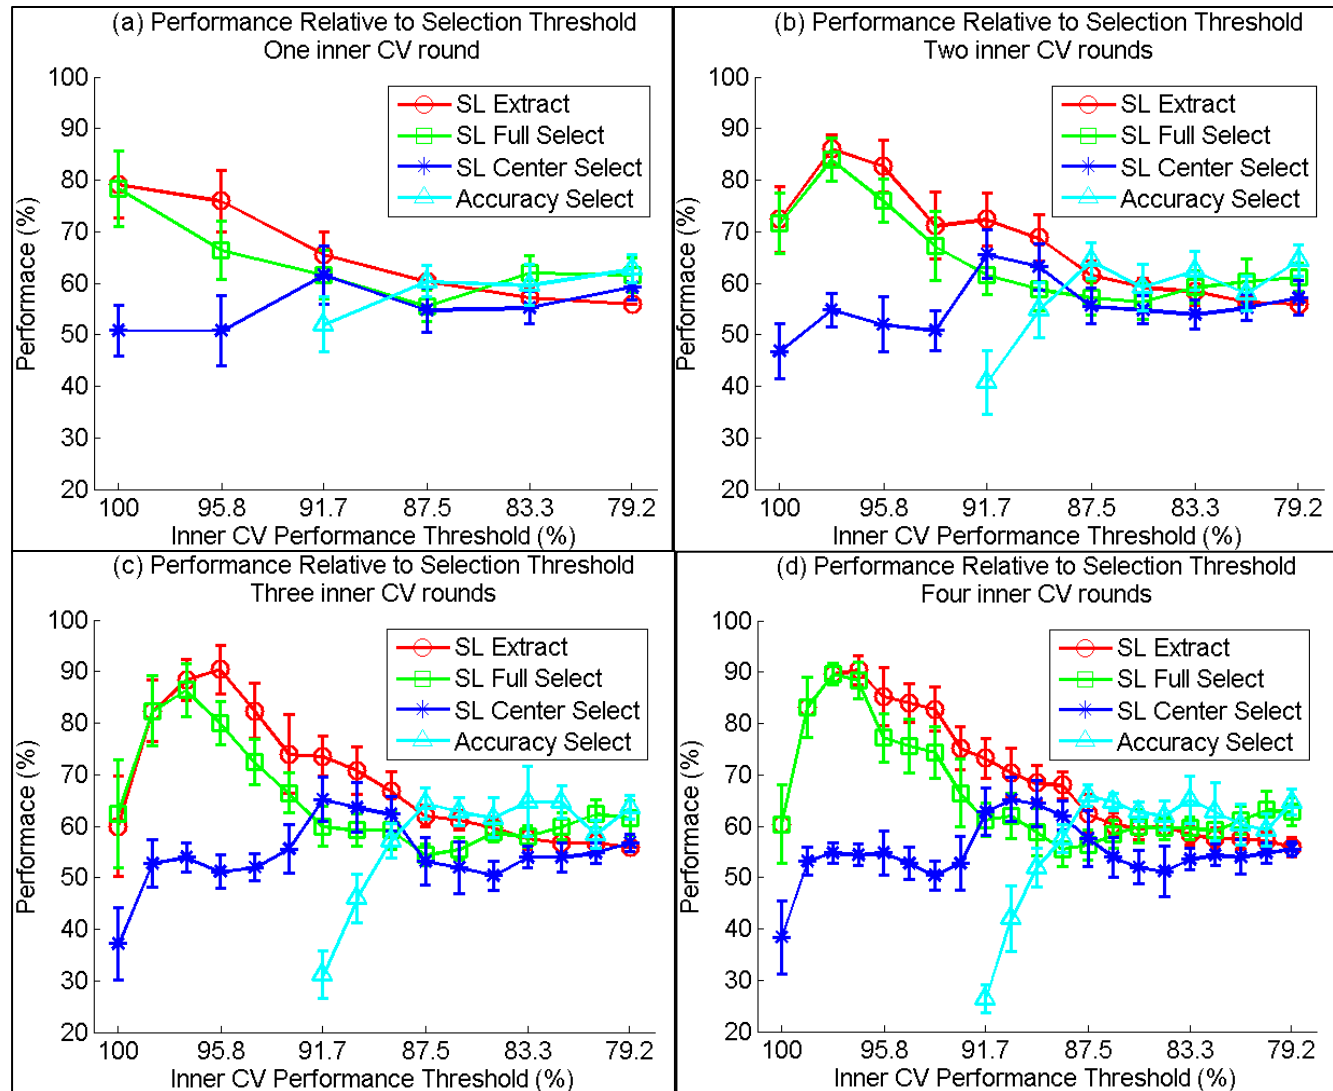 (a) Performance Relative to Selection Threshold
One inner CV round
100
90
80
70
60
50
40
30
20
Performace (%)
SL Extract
SL Full Select
SL Center Select
Accuracy Select
100 95.8 91.7 87.5 83.3 79.2
Inner CV Performance Threshold (%)
(b) Performance Relative to Selection Threshold
Two inner CV rounds
100
90
80
70
60
50
40
30
20
Performace (%)
SL Extract
SL Full Select
SL Center Select
Accuracy Select
100 95.8 91.7 87.5 83.3 79.2
Inner CV Performance Threshold (%)
(c) Performance Relative to Selection Threshold
Three inner CV rounds
100
90
80
70
60
50
40
30
20
Performace (%)
SL Extract
SL Full Select
SL Center Select
Accuracy Select
100 95.8 91.7 87.5 83.3 79.2
Inner CV Performance Threshold (%)
(d) Performance Relative to Selection Threshold
Four inner CV rounds
100
90
80
70
60
50
40
30
20
Performace (%)
SL Extract
SL Full Select
SL Center Select
Accuracy Select
100 95.8 91.7 87.5 83.3 79.2
Inner CV Performance Threshold (%)